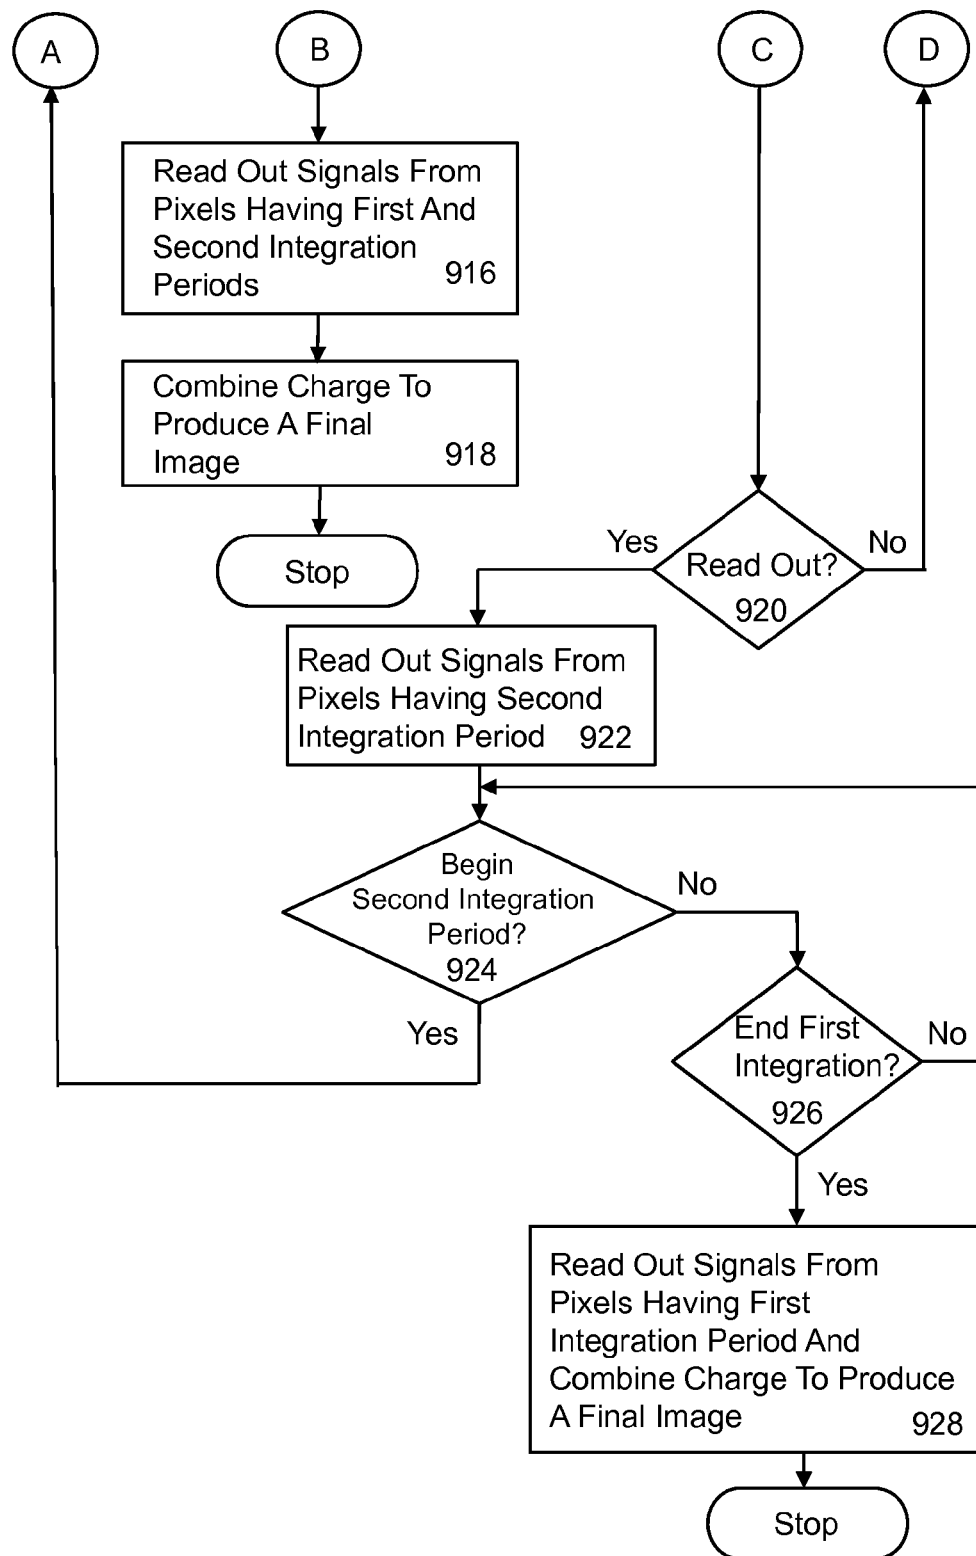 A
B
C
D
Read Out Signals From
Pixels Having First And
Second Integration
Periods
916
Combine Charge To
Produce A Final
Image
918
Stop
Yes
Read Out?
No
920
Read Out Signals From
Pixels Having Second
Integration Period 922
Begin
Second Integration
Period?
924
No
Yes
End First
Integration?
926
No
Yes
Read Out Signals From
Pixels Having First
Integration Period And
Combine Charge To Produce
A Final Image
928
Stop